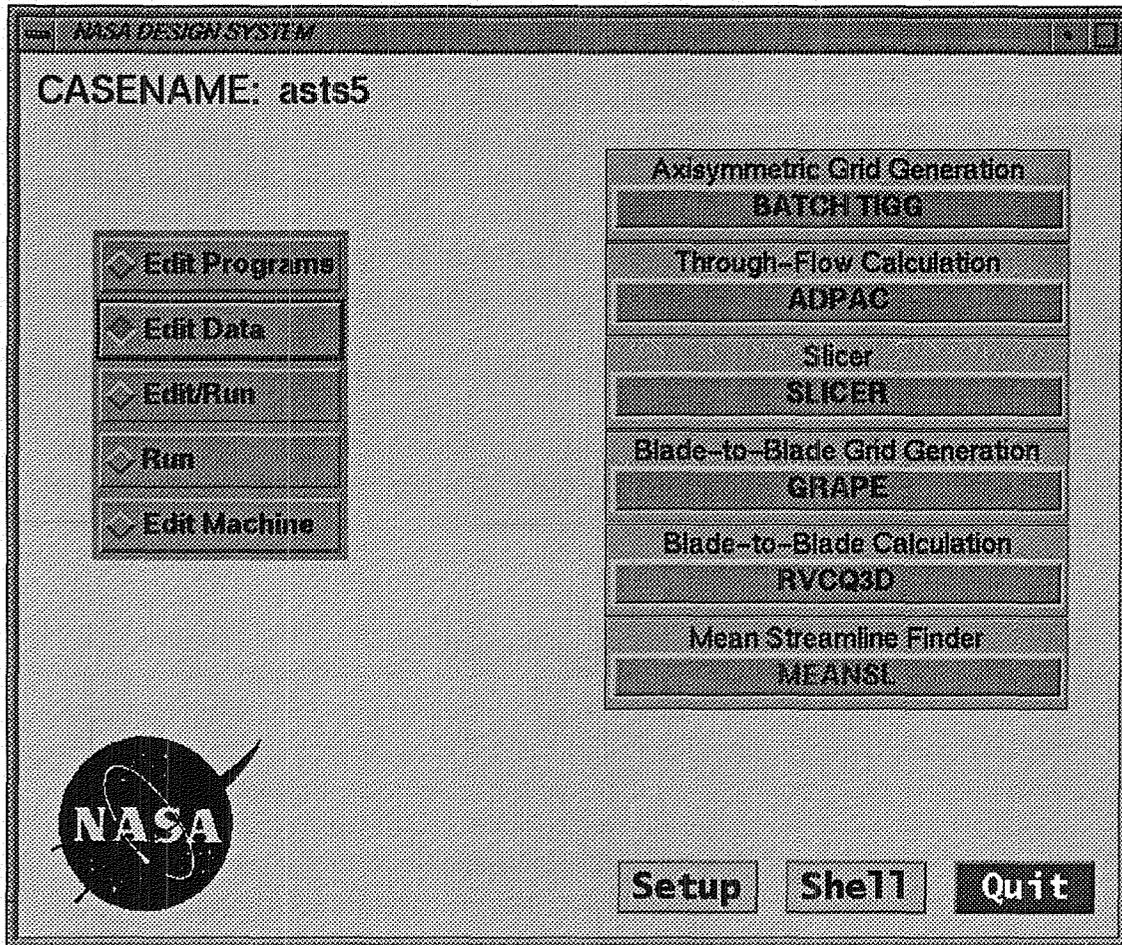 NASA DESIGN SYSTEM
CASENAME: asts5
Edit Programs
Edit Data
Edit/Run
Run
Edit Machine
Axisymmetric Grid Generation
BATCH TIGG
Through-Flow Calculation
ADPAC
Slicer
SLICER
Blade-to-Blade Grid Generation
GRAPE
Blade-to-Blade Calculation
RVCQ3D
Mean Streamline Finder
MEANSL
NASA
Setup Shell Quit